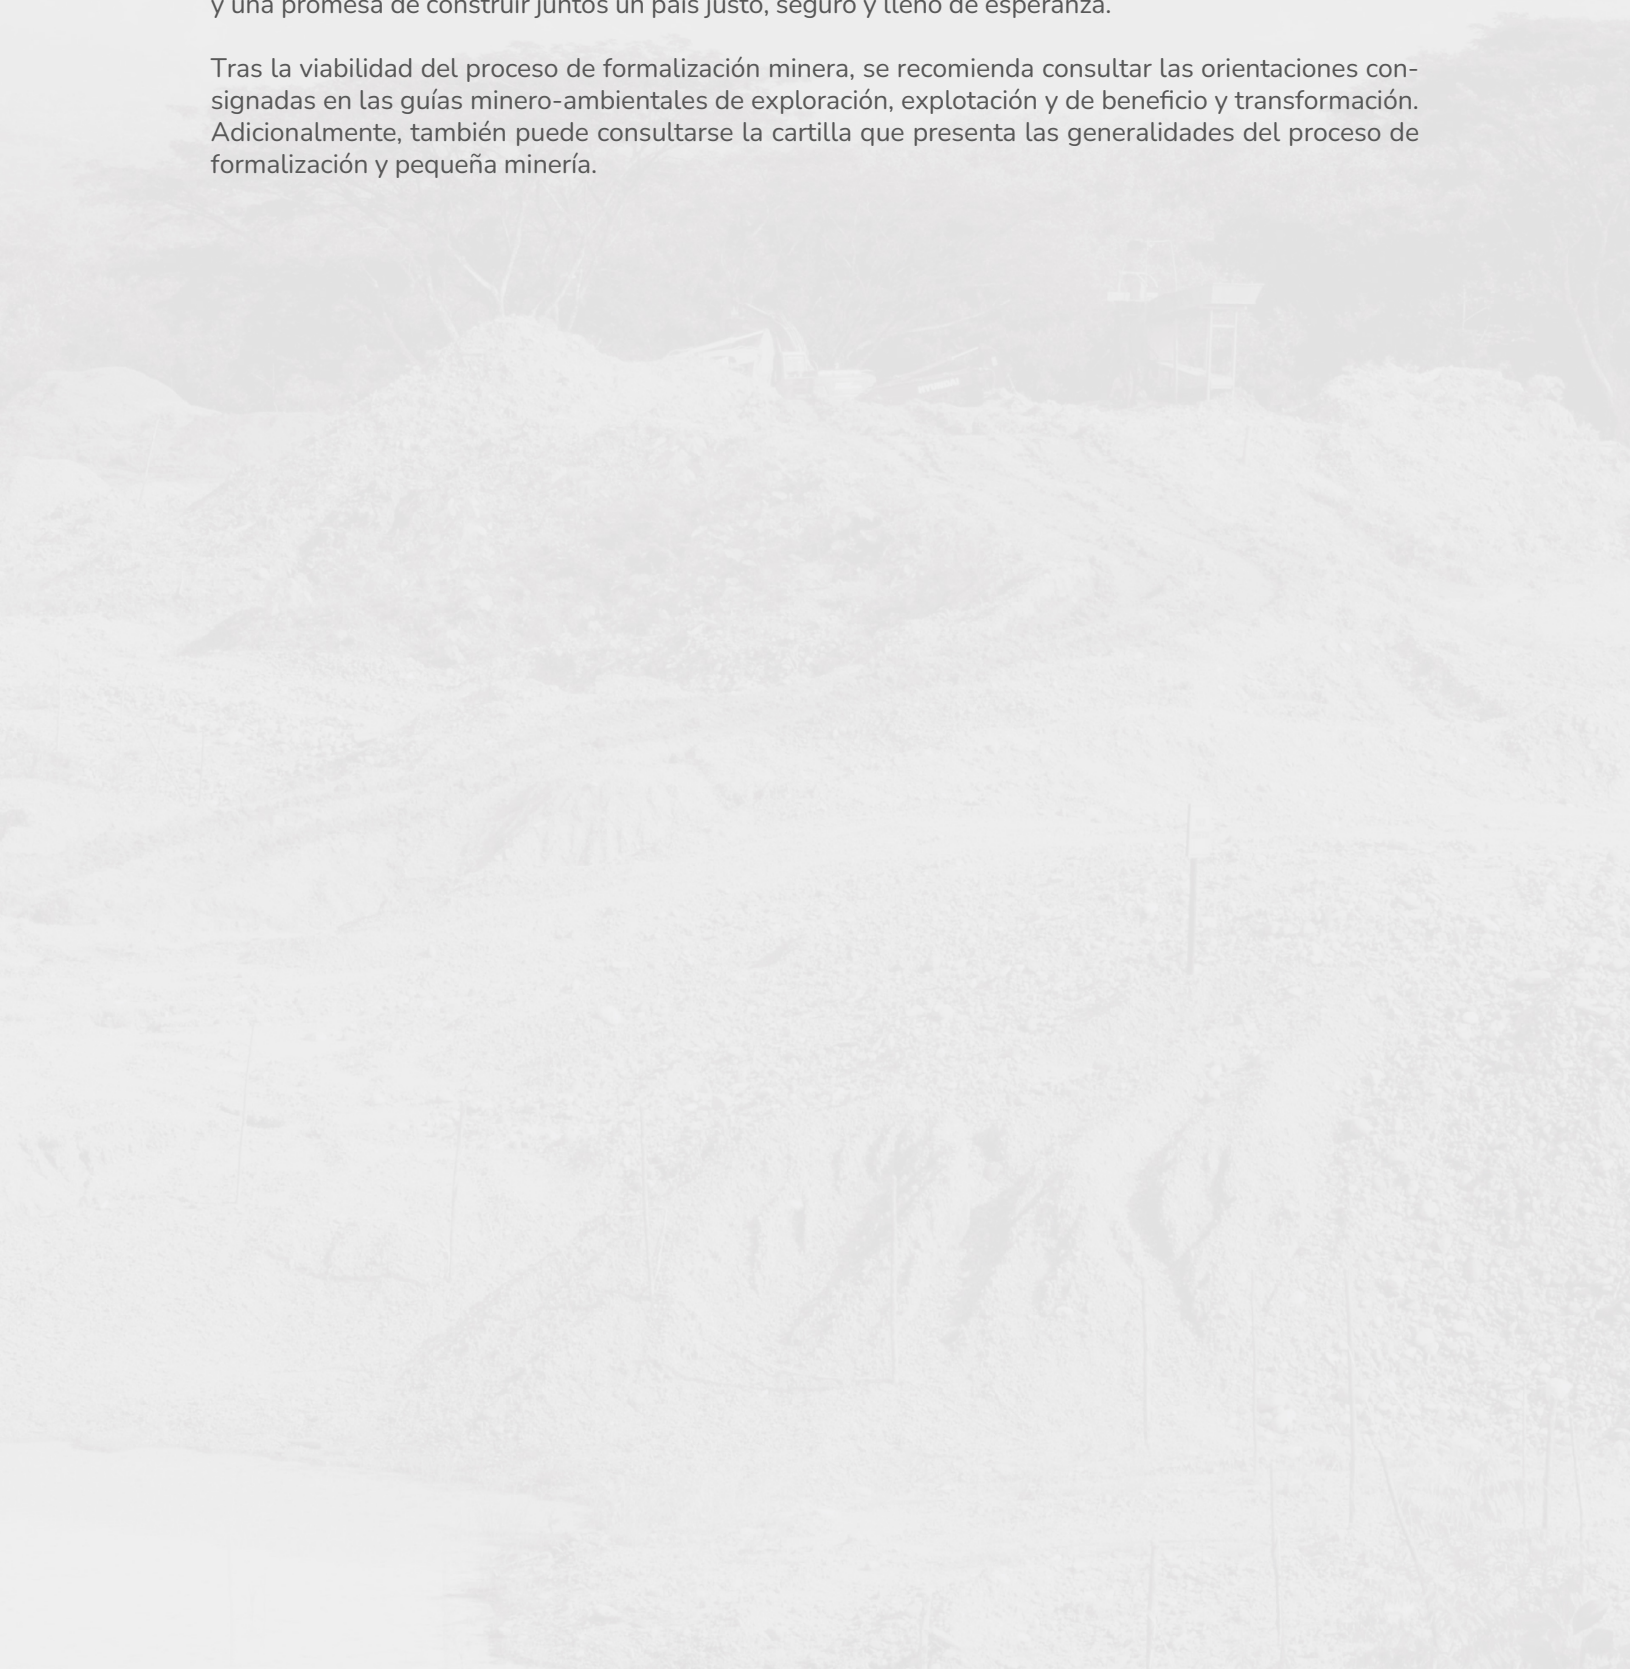 y una promesa de construir juntos un país justo, seguro y lleno de esperanza.
Tras la viabilidad del proceso de formalización minera, se recomienda consultar las orientaciones con-
signadas en las guías minero-ambientales de exploración, explotación y de beneficio y transformación.
Adicionalmente, también puede consultarse la cartilla que presenta las generalidades del proceso de
formalización y pequeña minería.